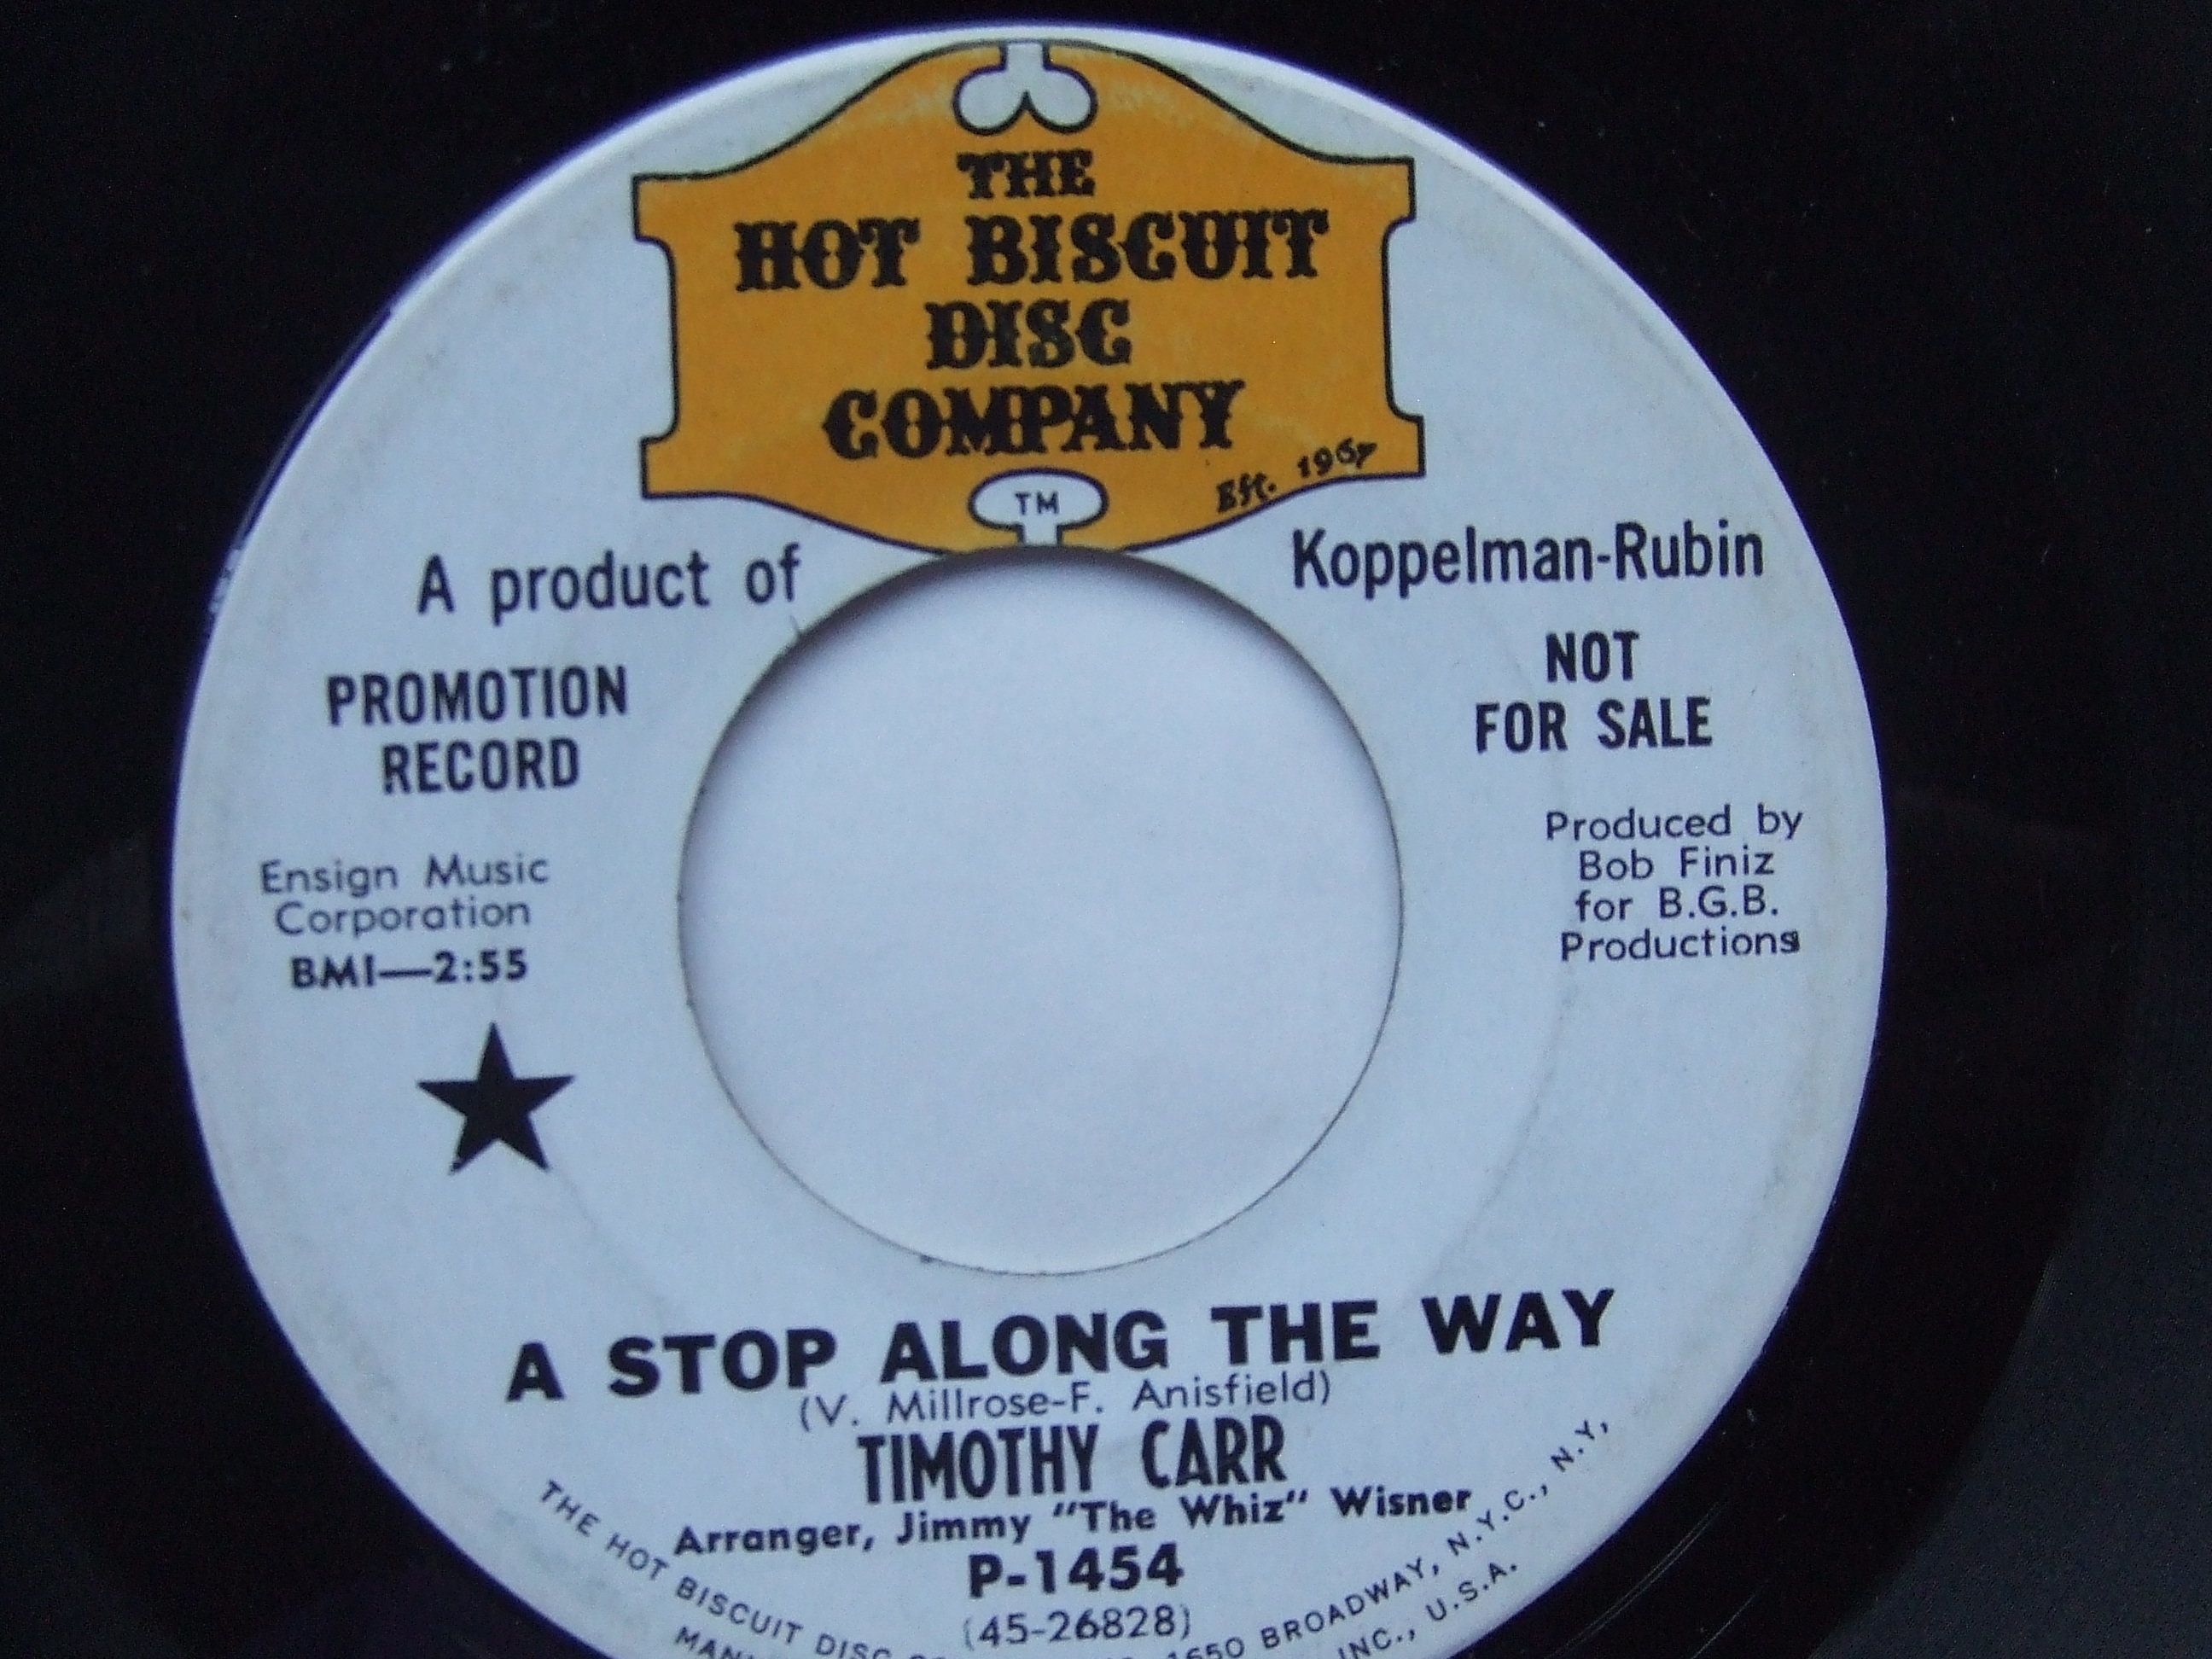 THE
HOT BISCUIT
DISC
COMPANY
Eft. 1967
TM
A product of Koppelman-Rubin
PROMOTION
RECORD
NOT
FOR SALE
Ensign Music
Corporation
BMI—2:55
Produced by
Bob Finiz
for B.G.B.
Productions
A STOP ALONG THE WAY
(V. Millrose-F. Anisfield)
TIMOTHY CARR
Arranger, Jimmy "The Whiz" Wisner
P-1454
(45-26828)
THE HOT BISCUIT DISC 1650 BROADWAY, N.Y.C., N.Y,
INC., U.S.A.